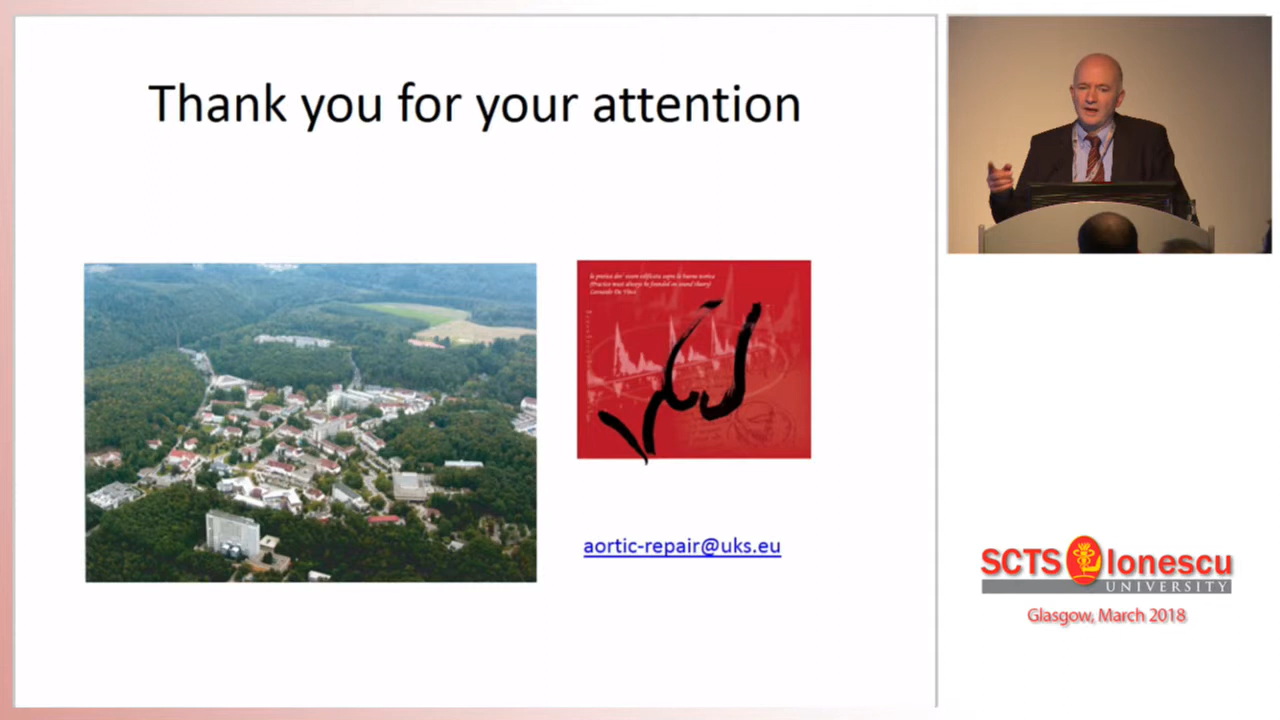 Thank you for your attention
la pratica dev' essere edificata sopra la buona teorica
(Practice must always be founded on sound theory)
Leonardo Da Vinci
aortic-repair@uks.eu
SCTS Ionescu
UNIVERSITY
Glasgow, March 2018